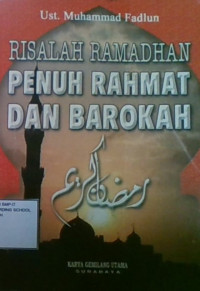 Ust. Muhammad Fadlun
RISALAH RAMADHAN
PENUH RAHMAT
DAN BAROKAH
رمضان كريم
KARYA GEMILANG UTAMA
SURABAYA